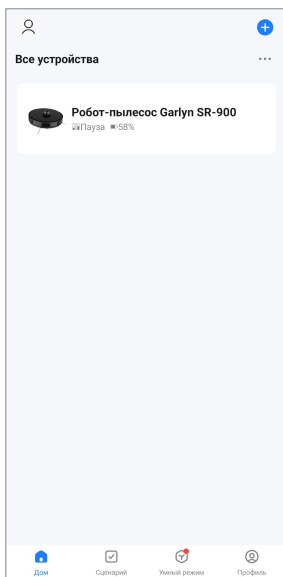 Все устройства
Робот-пылесос Garlyn SR-900
Пауза 58%
Дом
Сценарий
Умный режим
Профиль